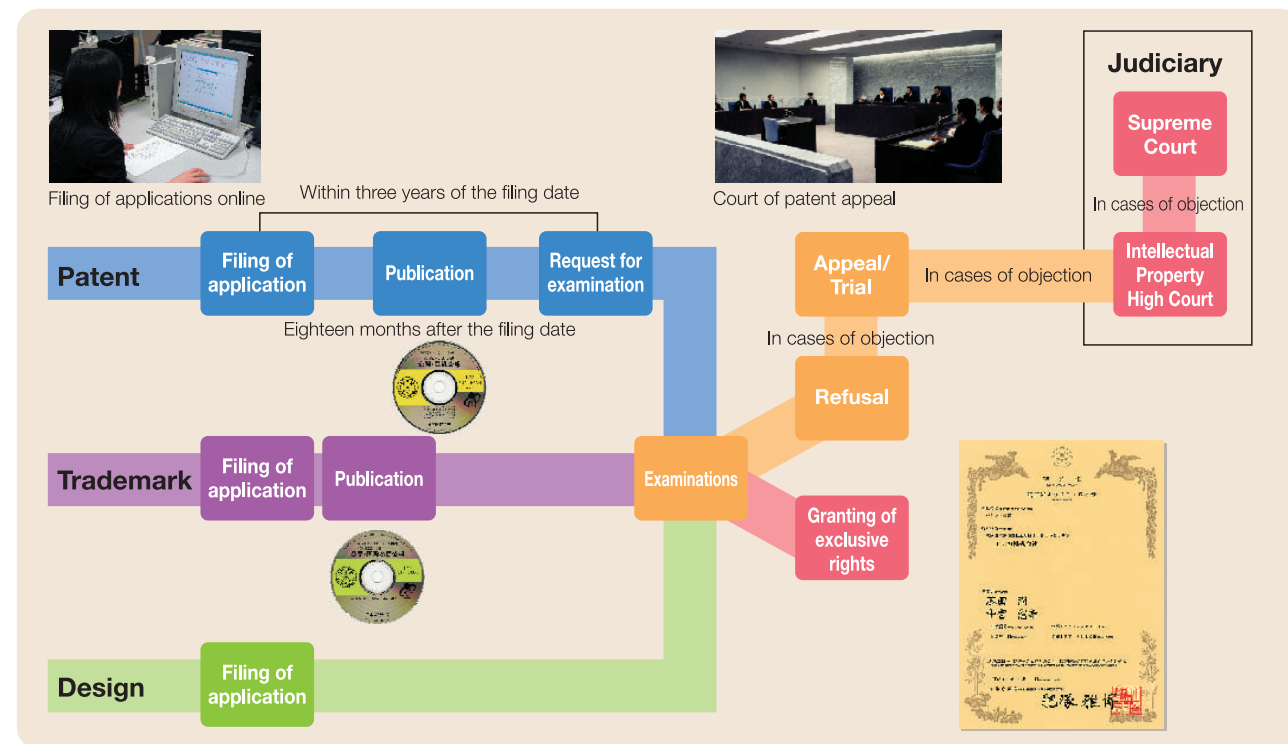 Judiciary
Supreme
Court
Filing of applications online
Within three years of the filing date
Court of patent appeal
In cases of objection
Patent
Filing of
application
Publication
Request for
examination
Appeal/
Trial
In cases of objection
Intellectual
Property
High Court
Eighteen months after the filing date
In cases of objection
Refusal
Trademark
Filing of
application
Publication
Examinations
Granting of
exclusive
rights
Design
Filing of
application